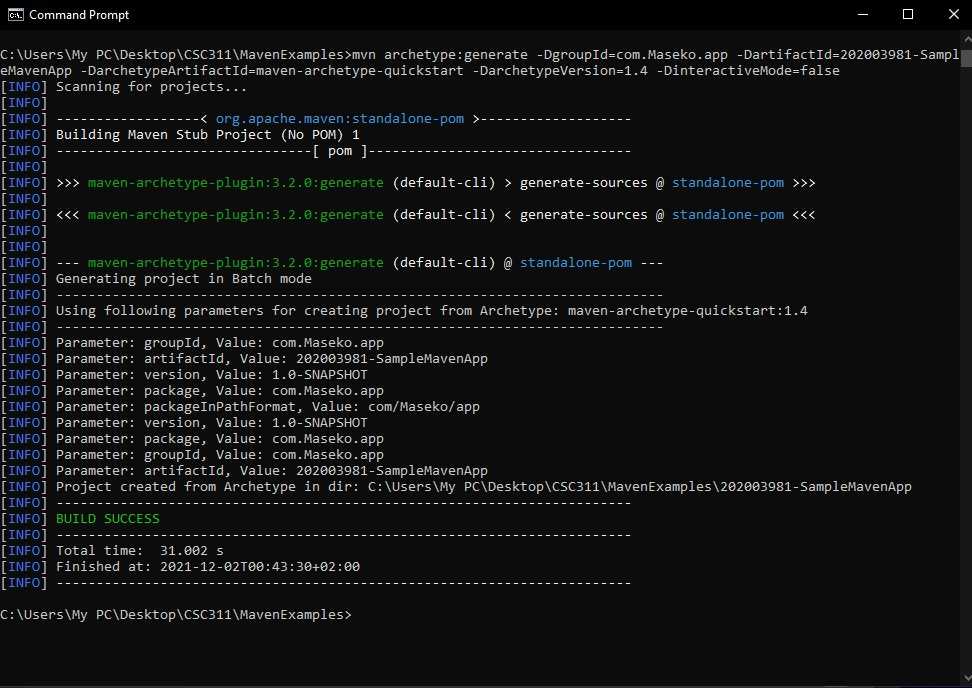 Command Prompt
C:\Users\My PC\Desktop\CSC311\MavenExamples>mvn archetype:generate -DgroupId=com.Maseko.app -DartifactId=202003981-Sampl
eMavenApp -DarchetypeArtifactId=maven-archetype-quickstart -DarchetypeVersion=1.4 -DinteractiveMode=false
[INFO] Scanning for projects...
[INFO]
[INFO] ------------------< org.apache.maven:standalone-pom >-------------------
[INFO] Building Maven Stub Project (No POM) 1
[INFO] --------------------------------[ pom ]---------------------------------
[INFO]
[INFO] >>> maven-archetype-plugin:3.2.0:generate (default-cli) > generate-sources @ standalone-pom >>>
[INFO]
[INFO] <<< maven-archetype-plugin:3.2.0:generate (default-cli) < generate-sources @ standalone-pom <<<
[INFO]
[INFO]
[INFO] --- maven-archetype-plugin:3.2.0:generate (default-cli) @ standalone-pom ---
[INFO] Generating project in Batch mode
[INFO] ----------------------------------------------------------------------------
[INFO] Using following parameters for creating project from Archetype: maven-archetype-quickstart:1.4
[INFO] ----------------------------------------------------------------------------
[INFO] Parameter: groupId, Value: com.Maseko.app
[INFO] Parameter: artifactId, Value: 202003981-SampleMavenApp
[INFO] Parameter: version, Value: 1.0-SNAPSHOT
[INFO] Parameter: package, Value: com.Maseko.app
[INFO] Parameter: packageInPathFormat, Value: com/Maseko/app
[INFO] Parameter: version, Value: 1.0-SNAPSHOT
[INFO] Parameter: package, Value: com.Maseko.app
[INFO] Parameter: groupId, Value: com.Maseko.app
[INFO] Parameter: artifactId, Value: 202003981-SampleMavenApp
[INFO] Project created from Archetype in dir: C:\Users\My PC\Desktop\CSC311\MavenExamples\202003981-SampleMavenApp
[INFO] ------------------------------------------------------------------------
[INFO] BUILD SUCCESS
[INFO] ------------------------------------------------------------------------
[INFO] Total time:  31.002 s
[INFO] Finished at: 2021-12-02T00:43:30+02:00
[INFO] ------------------------------------------------------------------------
C:\Users\My PC\Desktop\CSC311\MavenExamples>